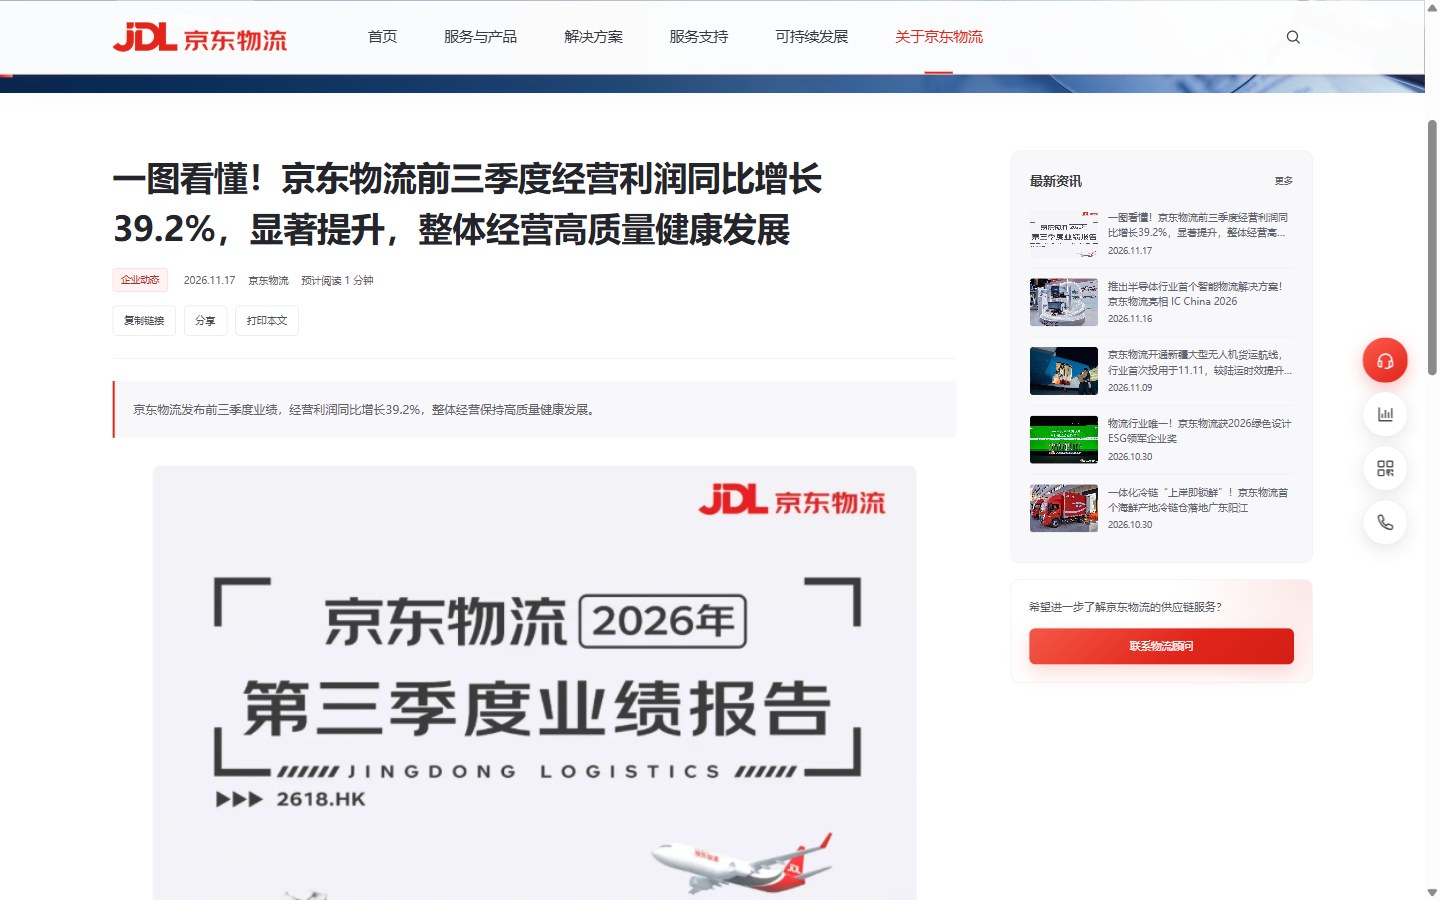 JDL 京东物流
首页
服务与产品
解决方案
服务支持
可持续发展
关于京东物流
一图看懂！京东物流前三季度经营利润同比增长
39.2%，显著提升，整体经营高质量健康发展
企业动态
2026.11.17
京东物流
预计阅读 1 分钟
复制链接
分享
打印本文
京东物流发布前三季度业绩，经营利润同比增长39.2%，整体经营保持高质量健康发展。
JDL 京东物流
京东物流 2026年
第三季度业绩报告
JINGDONG LOGISTICS
2618.HK
最新资讯
更多
一图看懂！京东物流前三季度经营利润同
比增长39.2%，显著提升，整体经营高...
2026.11.17
推出半导体行业首个智能物流解决方案！
京东物流亮相 IC China 2026
2026.11.16
京东物流开通新疆大型无人机货运航线，
行业首次投用于11.11，较陆运时效提升...
2026.11.09
物流行业唯一！京东物流获2026绿色设计
ESG领军企业奖
2026.10.30
一体化冷链“上岸即锁鲜”！京东物流首
个海鲜产地冷链仓落地广东阳江
2026.10.30
希望进一步了解京东物流的供应链服务？
联系物流顾问